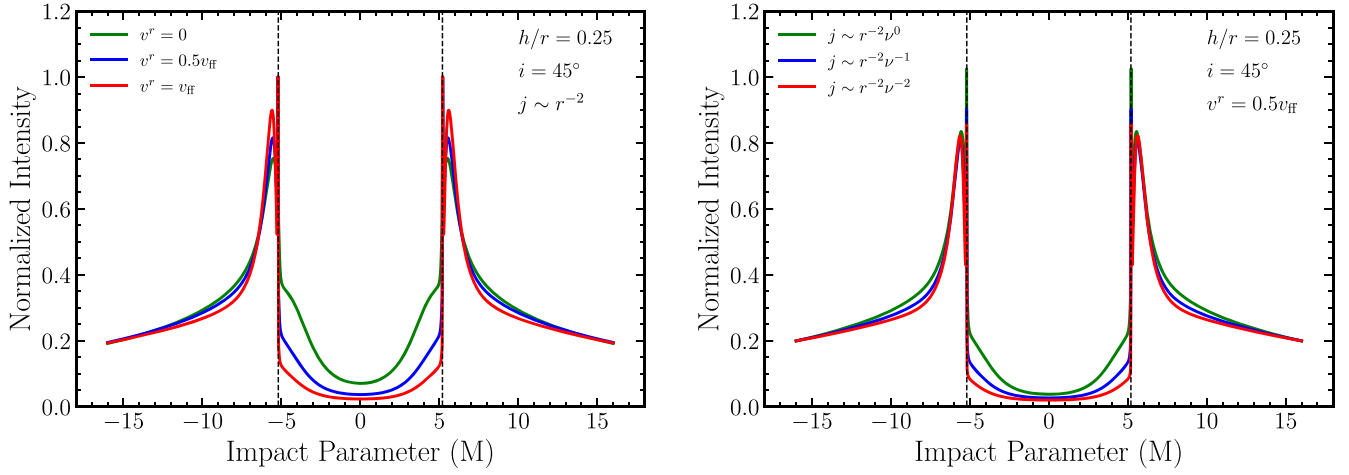 1.2
1.0
0.8
0.6
0.4
0.2
0.0
Normalized Intensity
v^r = 0
v^r = 0.5v_ff
v^r = v_ff
h/r = 0.25
i = 45°
j ∼ r^−2
−15 −10 −5 0 5 10 15
Impact Parameter (M)
1.2
1.0
0.8
0.6
0.4
0.2
0.0
Normalized Intensity
j ∼ r^−2 ν^0
j ∼ r^−2 ν^−1
j ∼ r^−2 ν^−2
h/r = 0.25
i = 45°
v^r = 0.5v_ff
−15 −10 −5 0 5 10 15
Impact Parameter (M)